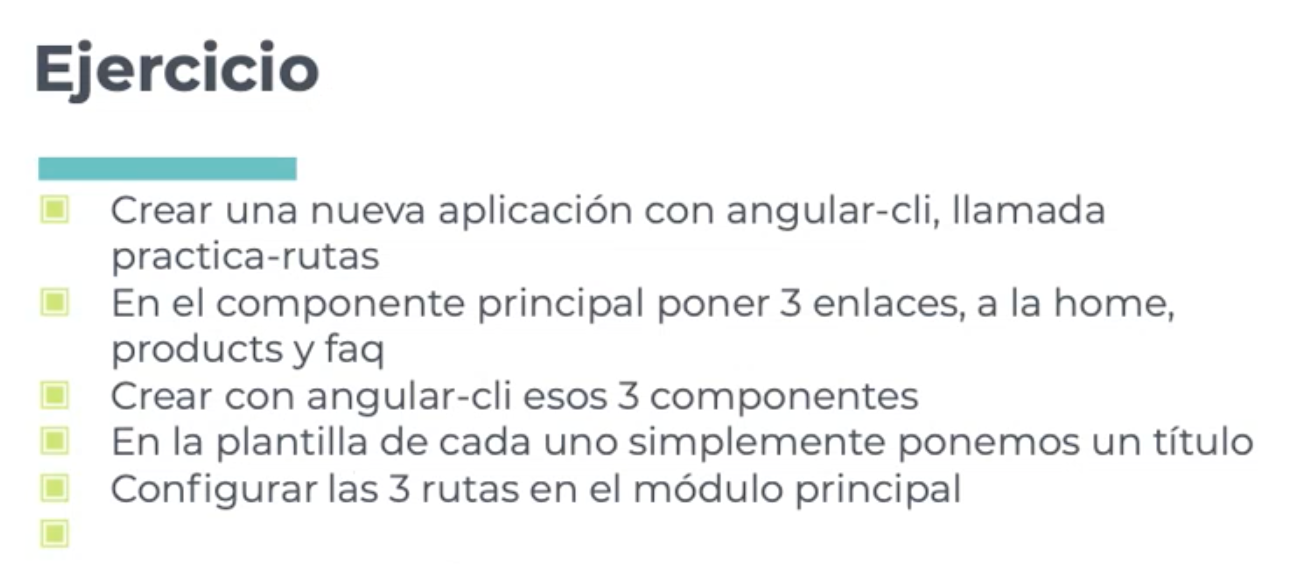 Ejercicio
Crear una nueva aplicación con angular-cli, llamada
practica-rutas
En el componente principal poner 3 enlaces, a la home,
products y faq
Crear con angular-cli esos 3 componentes
En la plantilla de cada uno simplemente ponemos un título
Configurar las 3 rutas en el módulo principal